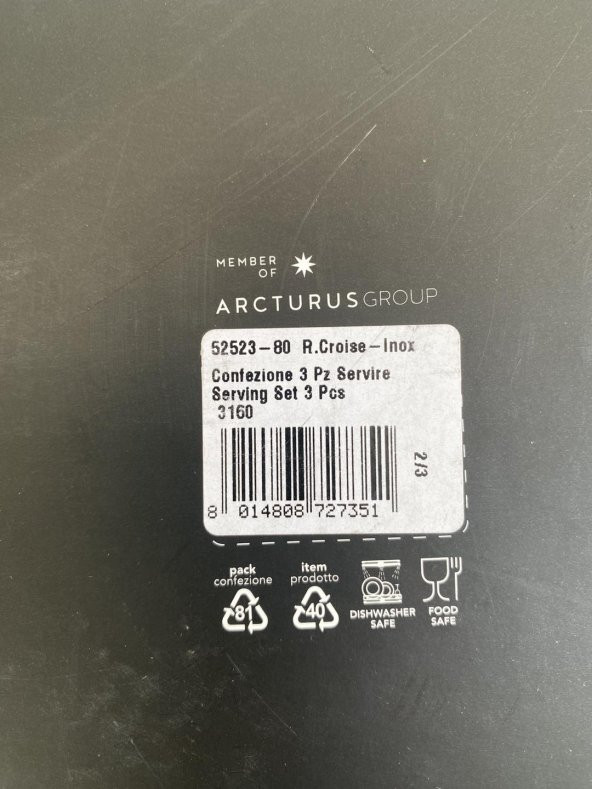 MEMBER
OF
ARCTURUSGROUP
52523-80 R.Croise-Inox
Confezione 3 Pz Servire
Serving Set 3 Pcs
3160
2/3
8 014808 727351
pack
confezione
81
item
prodotto
40
DISHWASHER
SAFE
FOOD
SAFE